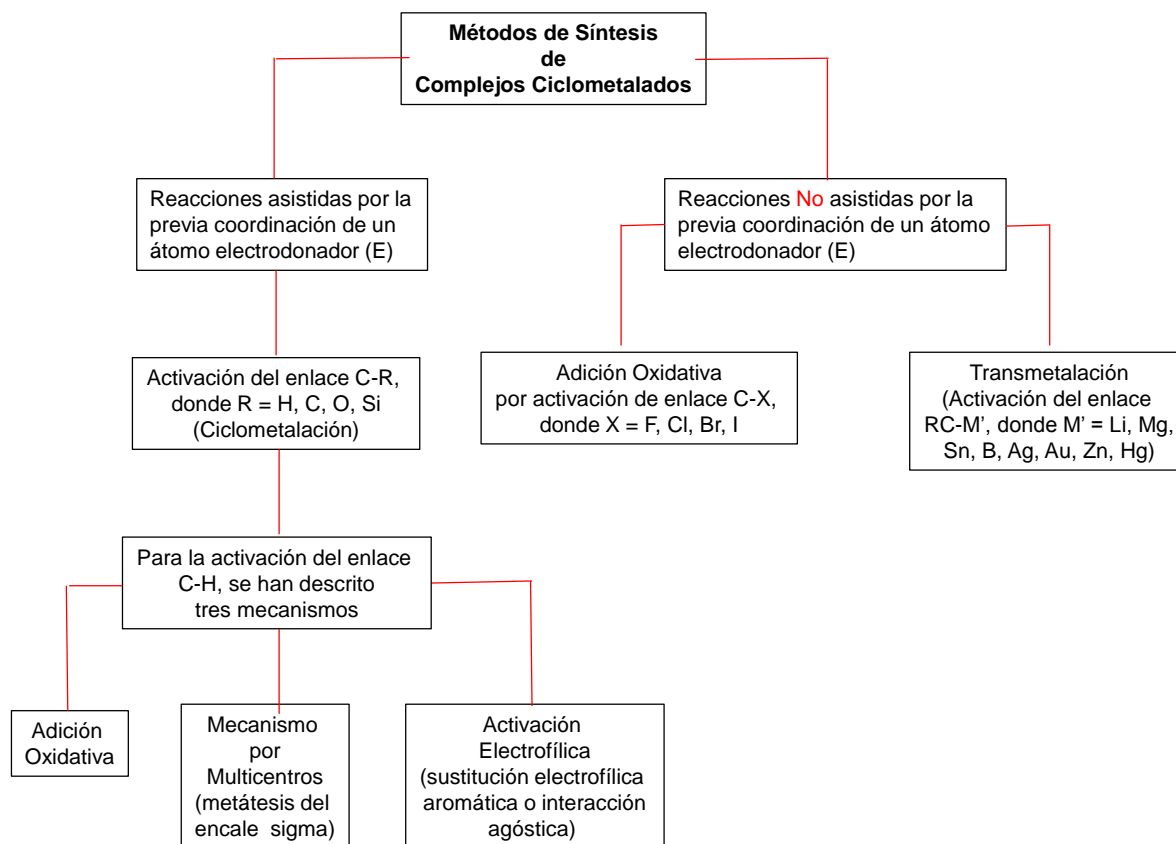 Métodos de Síntesis
de
Complejos Ciclometalados
Reacciones asistidas por la
previa coordinación de un
átomo electrodonador (E)
Reacciones No asistidas por la
previa coordinación de un átomo
electrodonador (E)
Activación del enlace C-R,
donde R = H, C, O, Si
(Ciclometalación)
Adición Oxidativa
por activación de enlace C-X,
donde X = F, Cl, Br, I
Transmetalación
(Activación del enlace
RC-M’, donde M’ = Li, Mg,
Sn, B, Ag, Au, Zn, Hg)
Para la activación del enlace
C-H, se han descrito
tres mecanismos
Adición
Oxidativa
Mecanismo
por
Multicentros
(metátesis del
encale sigma)
Activación
Electrofílica
(sustitución electrofílica
aromática o interacción
agóstica)